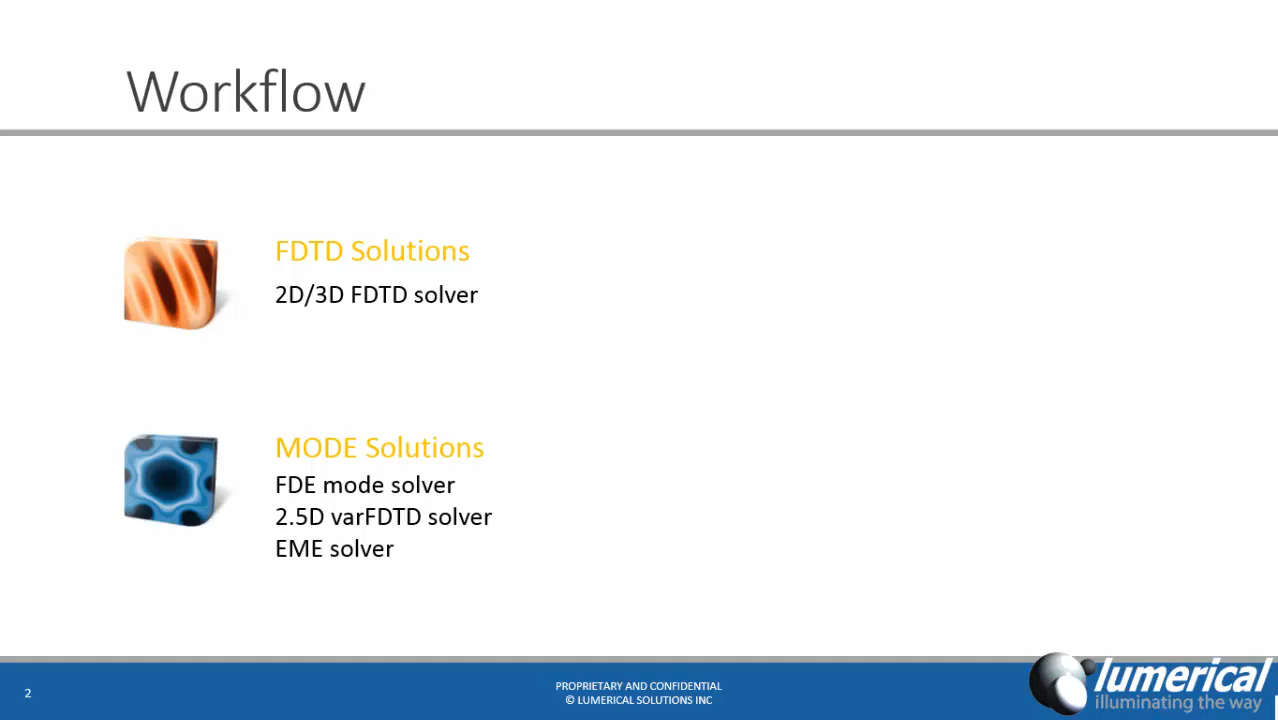 Workflow
FDTD Solutions
2D/3D FDTD solver
MODE Solutions
FDE mode solver
2.5D varFDTD solver
EME solver
2
PROPRIETARY AND CONFIDENTIAL
© LUMERICAL SOLUTIONS INC
lumerical
illuminating the way